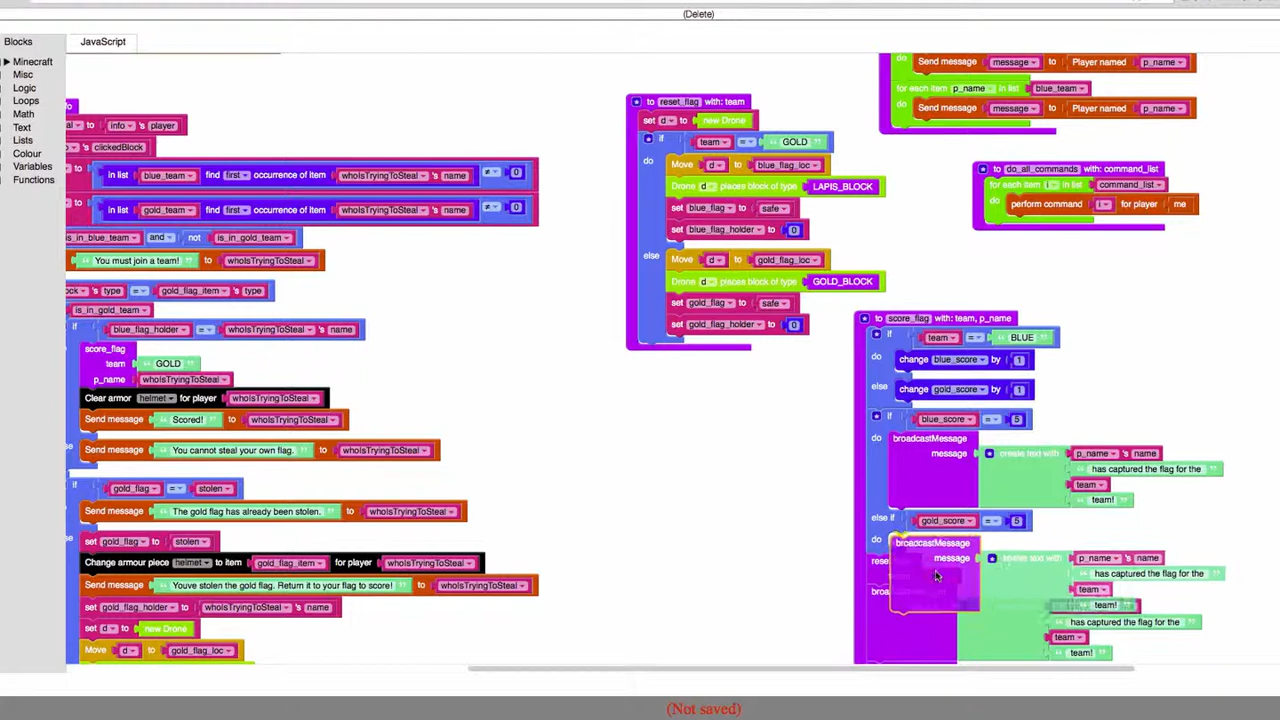 (Delete)
Blocks
JavaScript
Minecraft
Misc
Logic
Loops
Math
Text
Lists
Colour
Variables
Functions
to info 's player
's clickedBlock
to in list blue_team find first occurrence of item whoIsTryingToSteal 's name ≠ 0
to in list gold_team find first occurrence of item whoIsTryingToSteal 's name ≠ 0
is_in_blue_team and not is_in_gold_team
“ You must join a team! ” to whoIsTryingToSteal
's type = gold_flag_item 's type
is_in_gold_team
if blue_flag_holder = whoIsTryingToSteal 's name
score_flag
team “ GOLD ”
p_name whoIsTryingToSteal
Clear armor helmet for player whoIsTryingToSteal
Send message “ Scored! ” to whoIsTryingToSteal
Send message “ You cannot steal your own flag. ” to whoIsTryingToSteal
if gold_flag = stolen
Send message “ The gold flag has already been stolen. ” to whoIsTryingToSteal
set gold_flag to stolen
Change armour piece helmet to item gold_flag_item for player whoIsTryingToSteal
Send message “ Youve stolen the gold flag. Return it to your flag to score! ” to whoIsTryingToSteal
set gold_flag_holder to whoIsTryingToSteal 's name
set d to new Drone
Move d to gold_flag_loc
to reset_flag with: team
set d to new Drone
if team = “ GOLD ”
do Move d to blue_flag_loc
Drone d places block of type LAPIS_BLOCK
set blue_flag to safe
set blue_flag_holder to 0
else Move d to gold_flag_loc
Drone d places block of type GOLD_BLOCK
set gold_flag to safe
set gold_flag_holder to 0
do Send message message to Player named p_name
for each item p_name in list blue_team
do Send message message to Player named p_name
to do_all_commands with: command_list
for each item i in list command_list
do perform command i for player me
to score_flag with: team, p_name
if team = “ BLUE ”
do change blue_score by 1
else change gold_score by 1
if blue_score = 5
do broadcastMessage
message create text with p_name 's name
“ has captured the flag for the ”
team
“ team! ”
else if gold_score = 5
do broadcastMessage
message create text with p_name 's name
“ has captured the flag for the ”
team
“ team! ”
“ has captured the flag for the ”
team
“ team! ”
(Not saved)